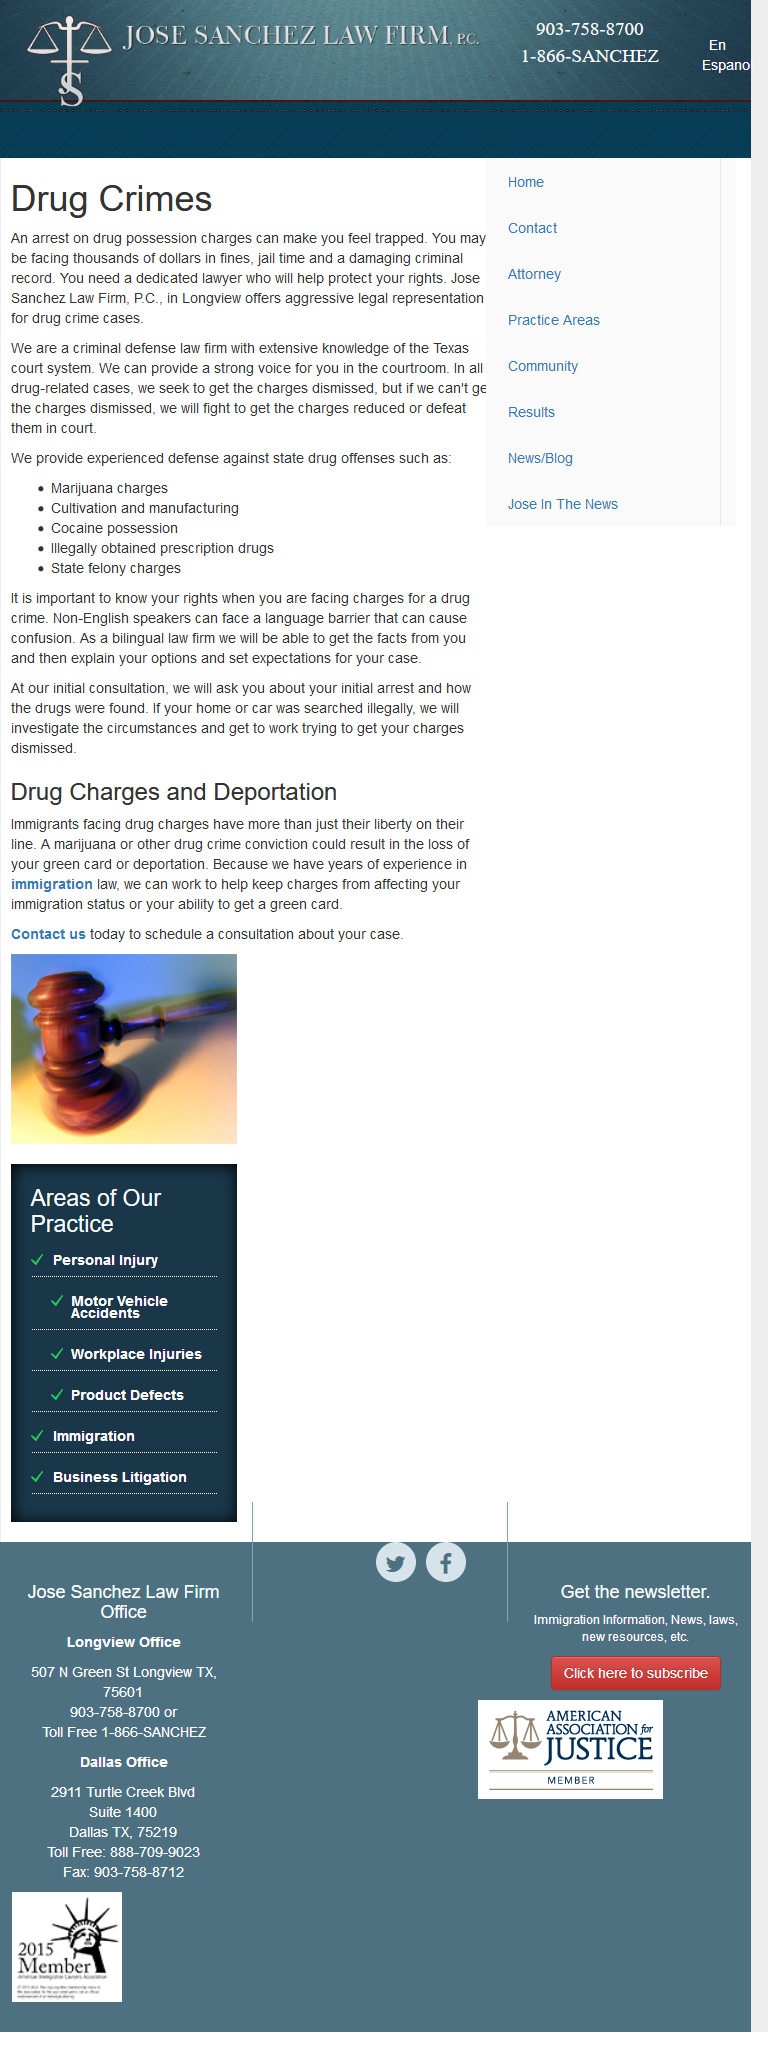 JOSE SANCHEZ LAW FIRM, P.C.
JS
903-758-8700
1-866-SANCHEZ
En
Espano
Home
Contact
Attorney
Practice Areas
Community
Results
News/Blog
Jose In The News
Drug Crimes
An arrest on drug possession charges can make you feel trapped. You may
be facing thousands of dollars in fines, jail time and a damaging criminal
record. You need a dedicated lawyer who will help protect your rights. Jose
Sanchez Law Firm, P.C., in Longview offers aggressive legal representation
for drug crime cases.
We are a criminal defense law firm with extensive knowledge of the Texas
court system. We can provide a strong voice for you in the courtroom. In all
drug-related cases, we seek to get the charges dismissed, but if we can't ge
the charges dismissed, we will fight to get the charges reduced or defeat
them in court.
We provide experienced defense against state drug offenses such as:
Marijuana charges
Cultivation and manufacturing
Cocaine possession
Illegally obtained prescription drugs
State felony charges
It is important to know your rights when you are facing charges for a drug
crime. Non-English speakers can face a language barrier that can cause
confusion. As a bilingual law firm we will be able to get the facts from you
and then explain your options and set expectations for your case.
At our initial consultation, we will ask you about your initial arrest and how
the drugs were found. If your home or car was searched illegally, we will
investigate the circumstances and get to work trying to get your charges
dismissed.
Drug Charges and Deportation
Immigrants facing drug charges have more than just their liberty on their
line. A marijuana or other drug crime conviction could result in the loss of
your green card or deportation. Because we have years of experience in
immigration law, we can work to help keep charges from affecting your
immigration status or your ability to get a green card.
Contact us today to schedule a consultation about your case.
Areas of Our
Practice
Personal Injury
Motor Vehicle
Accidents
Workplace Injuries
Product Defects
Immigration
Business Litigation
Jose Sanchez Law Firm
Office
Longview Office
507 N Green St Longview TX,
75601
903-758-8700 or
Toll Free 1-866-SANCHEZ
Dallas Office
2911 Turtle Creek Blvd
Suite 1400
Dallas TX, 75219
Toll Free: 888-709-9023
Fax: 903-758-8712
2015
Member
American Immigration Lawyers Association
Get the newsletter.
Immigration Information, News, laws,
new resources, etc.
Click here to subscribe
AMERICAN
ASSOCIATION for
JUSTICE
MEMBER